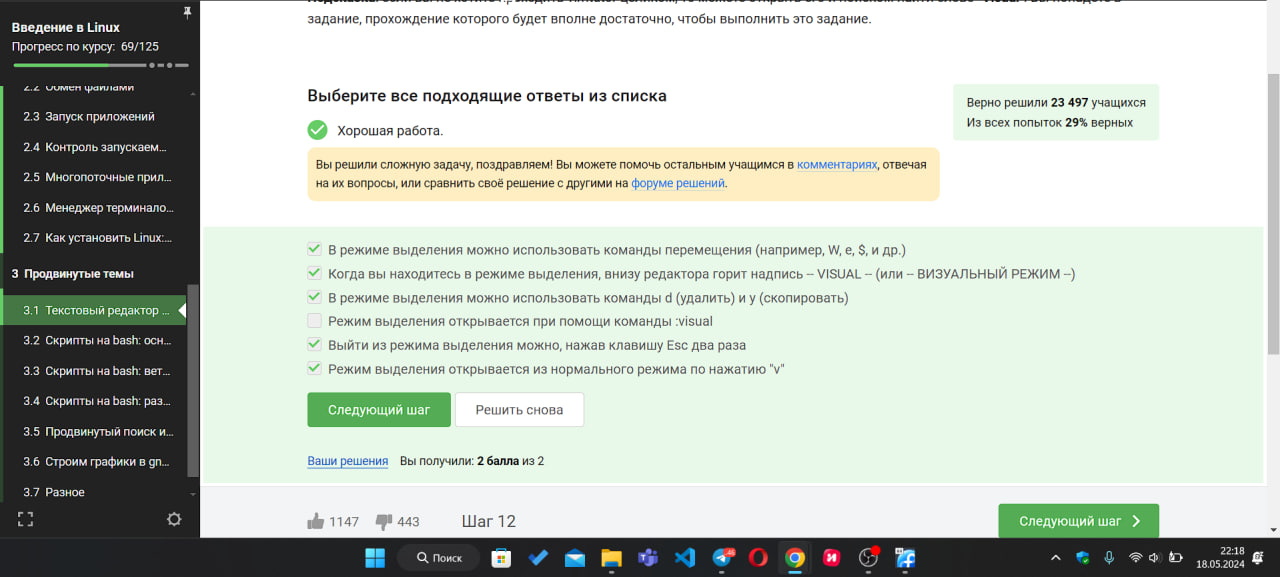 Введение в Linux
Прогресс по курсу: 69/125
2.2 Обмен файлами
2.3 Запуск приложений
2.4 Контроль запускаем...
2.5 Многопоточные прил...
2.6 Менеджер терминало...
2.7 Как установить Linux:...
3 Продвинутые темы
3.1 Текстовый редактор ...
3.2 Скрипты на bash: осн...
3.3 Скрипты на bash: вет...
3.4 Скрипты на bash: раз...
3.5 Продвинутый поиск и...
3.6 Строим графики в gn...
3.7 Разное
задание, прохождение которого будет вполне достаточно, чтобы выполнить это задание.
Выберите все подходящие ответы из списка
Хорошая работа.
Верно решили 23 497 учащихся
Из всех попыток 29% верных
Вы решили сложную задачу, поздравляем! Вы можете помочь остальным учащимся в комментариях, отвечая
на их вопросы, или сравнить своё решение с другими на форуме решений.
В режиме выделения можно использовать команды перемещения (например, W, e, $, и др.)
Когда вы находитесь в режиме выделения, внизу редактора горит надпись -- VISUAL -- (или -- ВИЗУАЛЬНЫЙ РЕЖИМ --)
В режиме выделения можно использовать команды d (удалить) и y (скопировать)
Режим выделения открывается при помощи команды :visual
Выйти из режима выделения можно, нажав клавишу Esc два раза
Режим выделения открывается из нормального режима по нажатию "v"
Следующий шаг
Решить снова
Ваши решения Вы получили: 2 балла из 2
1147 443 Шаг 12
Следующий шаг
Поиск
22:18
18.05.2024